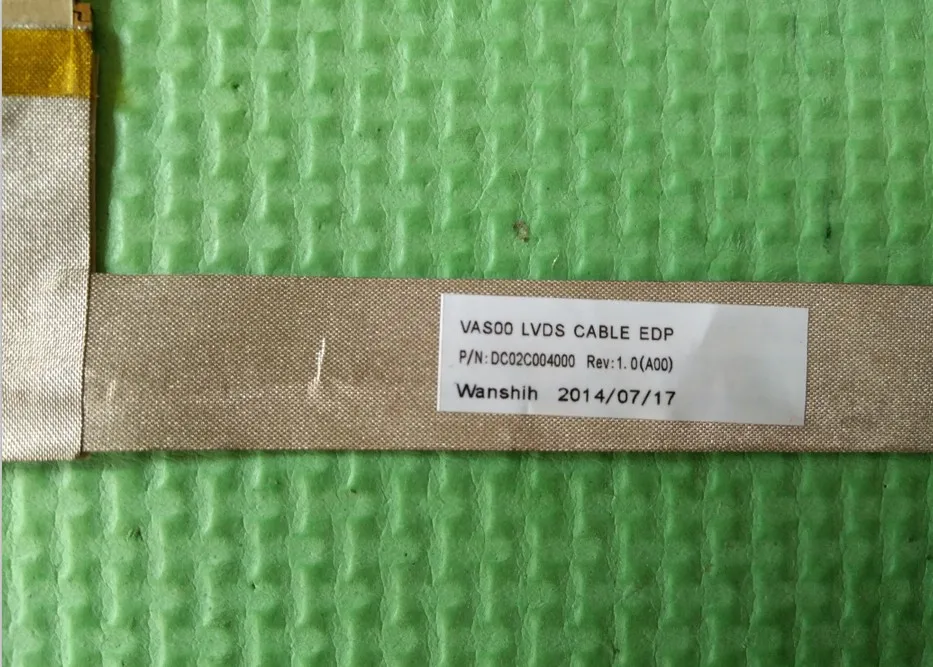 VAS00 LVDS CABLE EDP
P/N:DC02C004000 Rev:1.0(A00)
Wanshih 2014/07/17